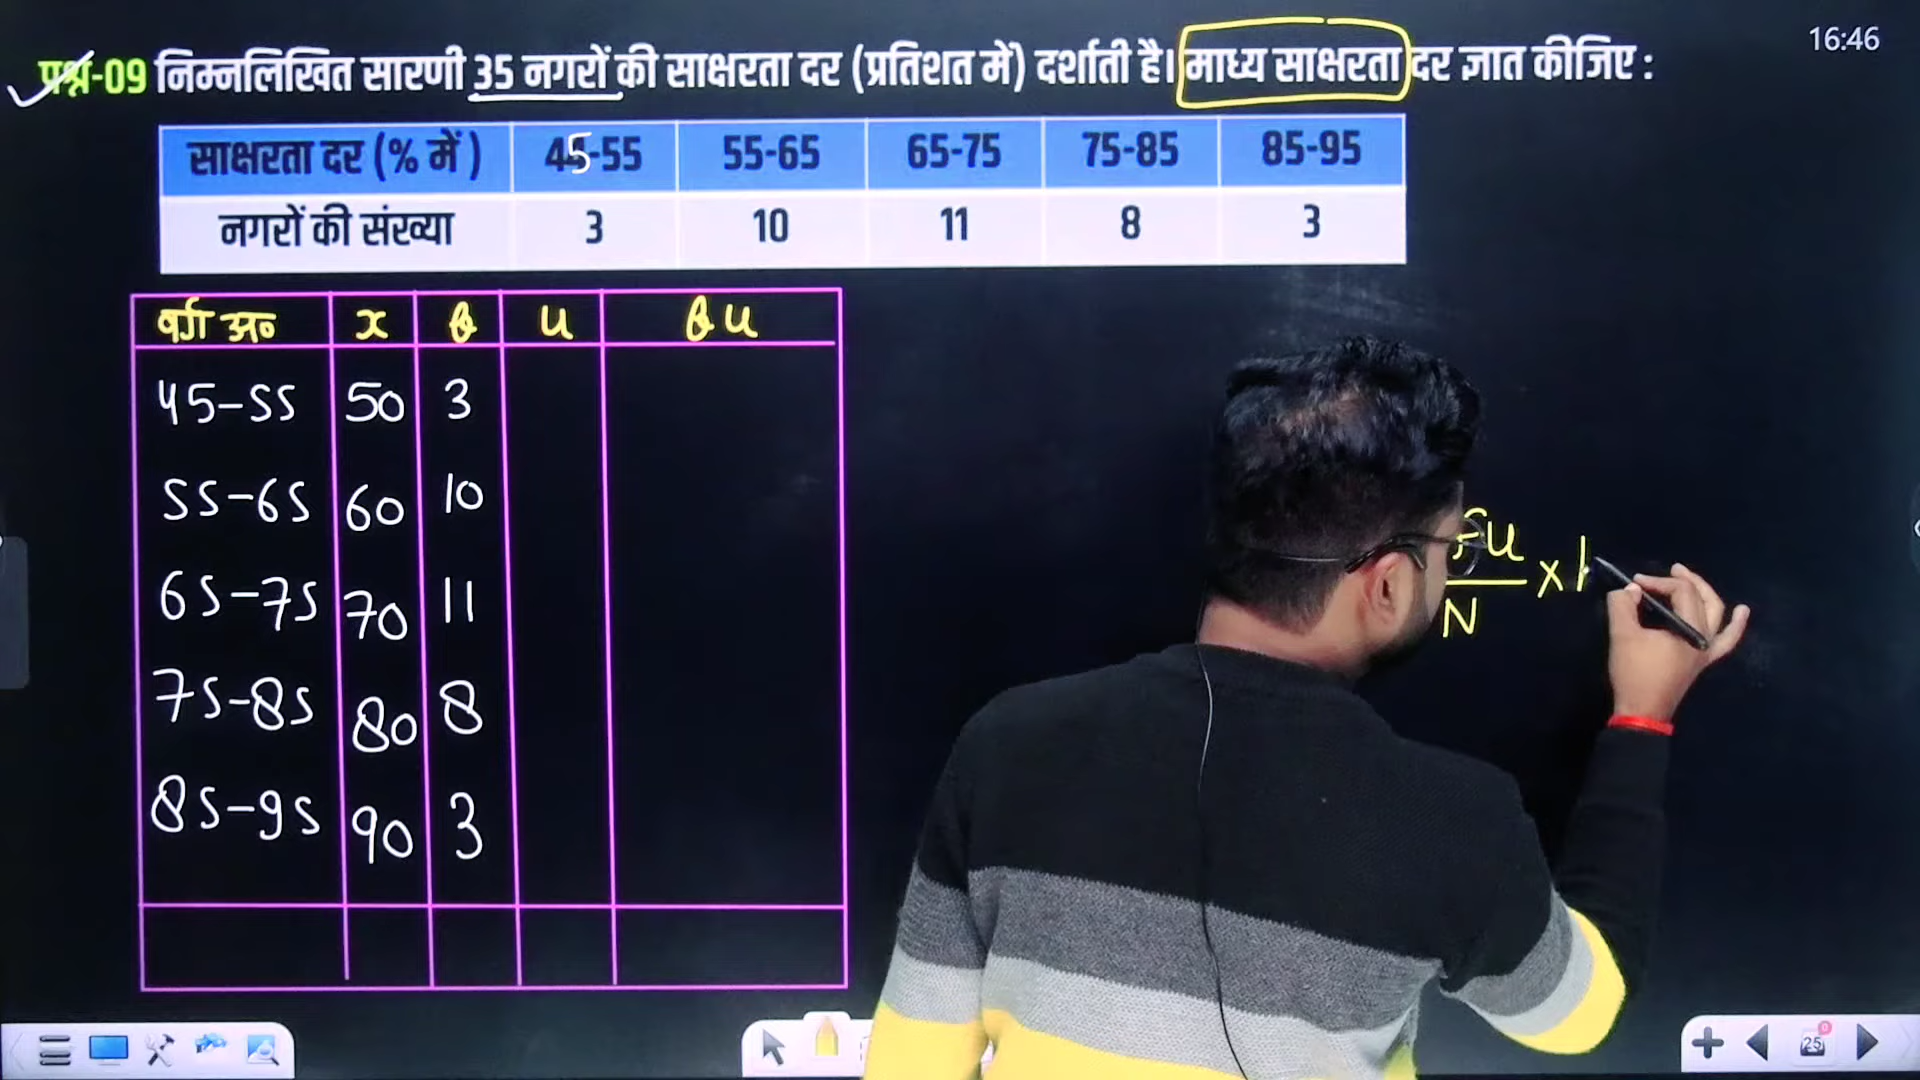 16:46
प्रश्न-09 निम्नलिखित सारणी 35 नगरों की साक्षरता दर (प्रतिशत में) दर्शाती है। माध्य साक्षरता दर ज्ञात कीजिए :
साक्षरता दर (% में ) 45-55 55-65 65-75 75-85 85-95
नगरों की संख्या 3 10 11 8 3
वर्ग अ० x f u fu
45-55 50 3
55-65 60 10
65-75 70 11
75-85 80 8
85-95 90 3
fu
× h
N
25
0